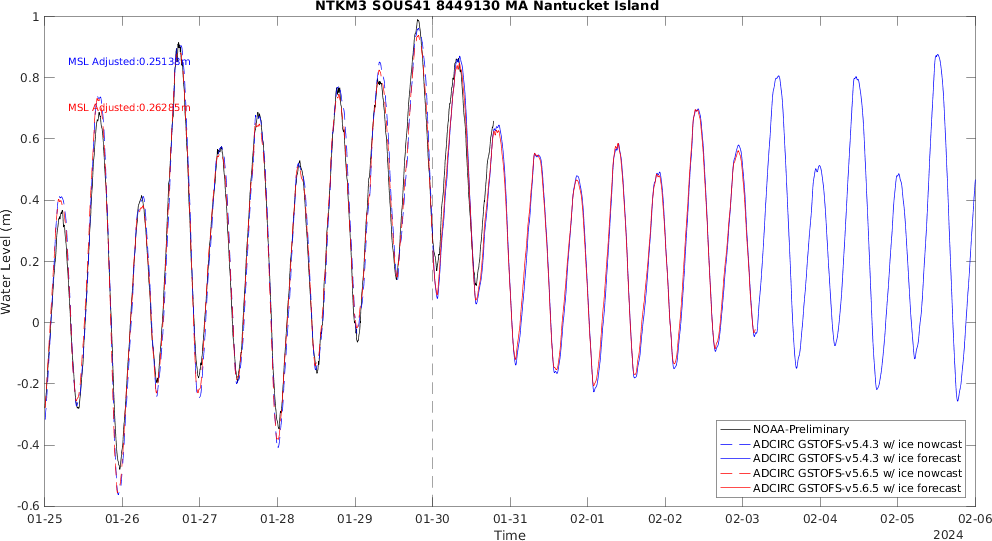 NTKM3 SOUS41 8449130 MA Nantucket Island
1
0.8
0.6
0.4
0.2
0
-0.2
-0.4
-0.6
Water Level (m)
MSL Adjusted:0.25138m
MSL Adjusted:0.26285m
NOAA-Preliminary
ADCIRC GSTOFS-v5.4.3 w/ ice nowcast
ADCIRC GSTOFS-v5.4.3 w/ ice forecast
ADCIRC GSTOFS-v5.6.5 w/ ice nowcast
ADCIRC GSTOFS-v5.6.5 w/ ice forecast
01-25 01-26 01-27 01-28 01-29 01-30 01-31 02-01 02-02 02-03 02-04 02-05 02-06
Time
2024